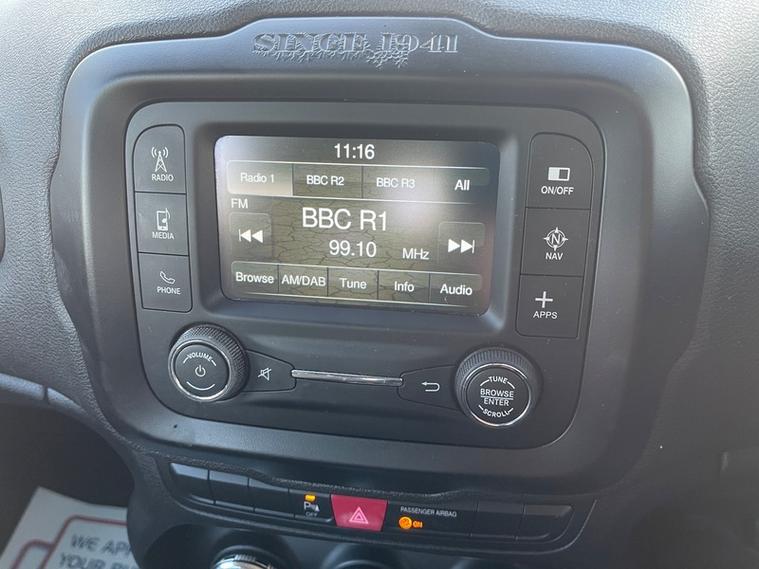 SINCE 1941
11:16
RADIO
Radio 1 BBC R2 BBC R3 All
ON/OFF
FM
BBC R1
MEDIA
99.10 MHz
NAV
PHONE
Browse AM/DAB Tune Info Audio
APPS
VOLUME
TUNE
BROWSE
ENTER
SCROLL
OFF
PASSENGER AIRBAG
ON
WE
YOUR